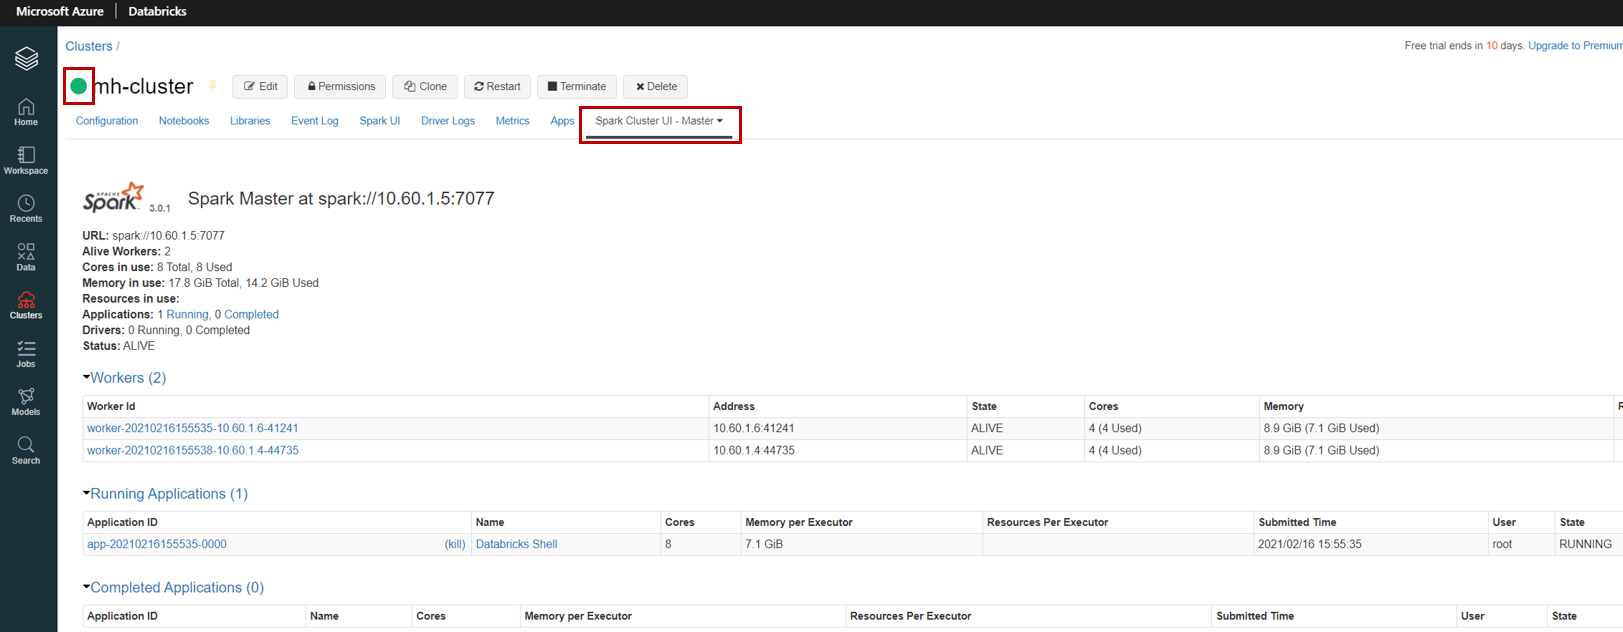 Microsoft Azure | Databricks
Clusters /
Free trial ends in 10 days. Upgrade to Premium
mh-cluster Edit Permissions Clone Restart Terminate Delete
Configuration Notebooks Libraries Event Log Spark UI Driver Logs Metrics Apps Spark Cluster UI - Master
Home
Workspace
Recents
Data
Clusters
Jobs
Models
Search
APACHE Spark 3.0.1 Spark Master at spark://10.60.1.5:7077
URL: spark://10.60.1.5:7077
Alive Workers: 2
Cores in use: 8 Total, 8 Used
Memory in use: 17.8 GiB Total, 14.2 GiB Used
Resources in use:
Applications: 1 Running, 0 Completed
Drivers: 0 Running, 0 Completed
Status: ALIVE
Workers (2)
Worker Id Address State Cores Memory
worker-20210216155535-10.60.1.6-41241 10.60.1.6:41241 ALIVE 4 (4 Used) 8.9 GiB (7.1 GiB Used)
worker-20210216155538-10.60.1.4-44735 10.60.1.4:44735 ALIVE 4 (4 Used) 8.9 GiB (7.1 GiB Used)
Running Applications (1)
Application ID Name Cores Memory per Executor Resources Per Executor Submitted Time User State
app-20210216155535-0000 (kill) Databricks Shell 8 7.1 GiB 2021/02/16 15:55:35 root RUNNING
Completed Applications (0)
Application ID Name Cores Memory per Executor Resources Per Executor Submitted Time User State